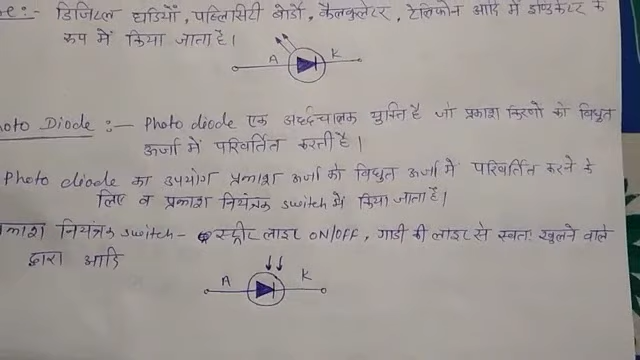 :- डिजिटल घडियों, पब्लिसिटी बोर्डो, कैलकुलेटर, टेलिफोन आदि में इंडिकेटर के
रूप में किया जाता है।
A K
Photo Diode :- Photo diode एक अर्द्धचालक युक्ति है जो प्रकाश किरणों को विधुत
ऊर्जा में परिवर्तित करती है।
Photo diode का उपयोग प्रकाश ऊर्जा को विधुत ऊर्जा में परिवर्तित करने के
लिए व प्रकाश नियंत्रक switch में किया जाता है।
प्रकाश नियंत्रक switch - स्ट्रीट लाइट ON/OFF, गाडी की लाइट से स्वतः खुलने वाले
द्वारा आदि
A K